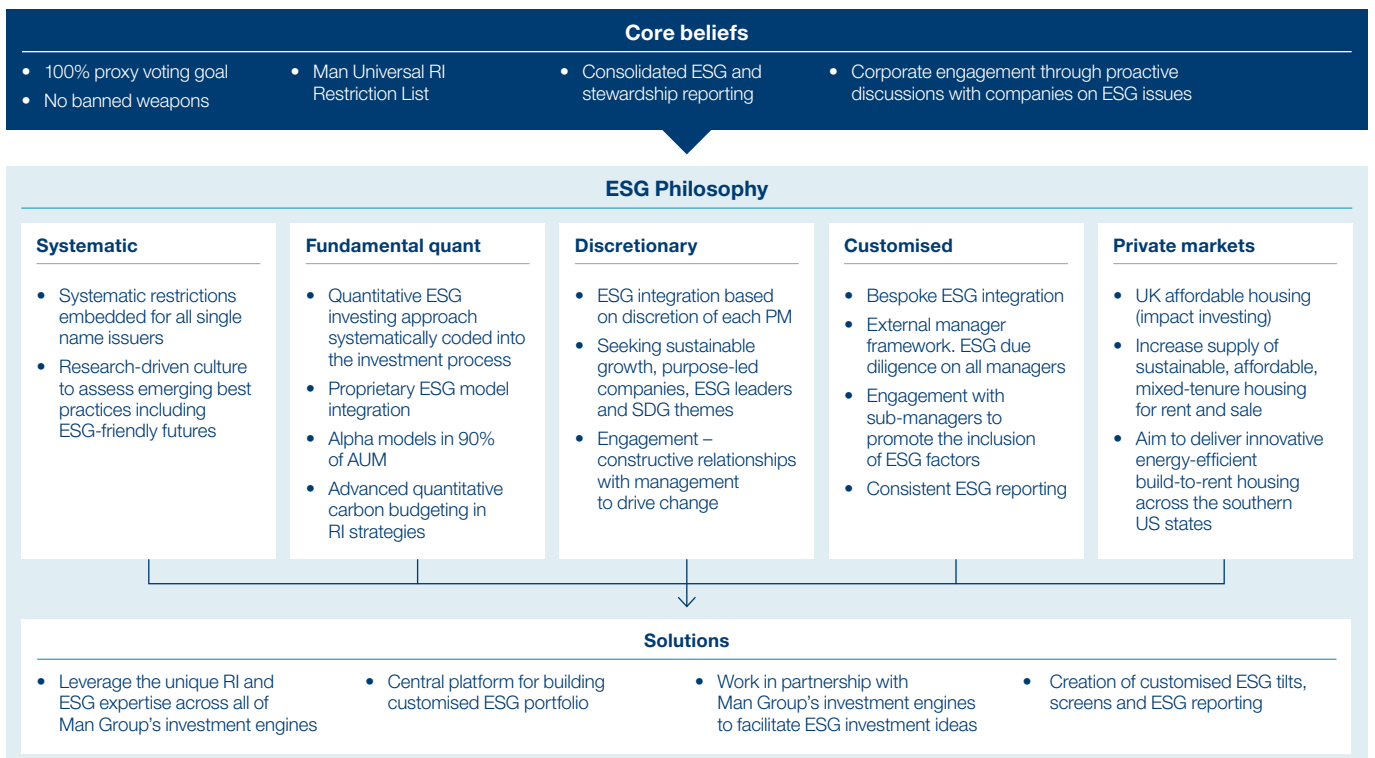 Core beliefs
• 100% proxy voting goal
• No banned weapons
• Man Universal RI
Restriction List
• Consolidated ESG and
stewardship reporting
• Corporate engagement through proactive
discussions with companies on ESG issues
ESG Philosophy
Systematic
• Systematic restrictions
embedded for all single
name issuers
• Research-driven culture
to assess emerging best
practices including
ESG-friendly futures
Fundamental quant
• Quantitative ESG
investing approach
systematically coded into
the investment process
• Proprietary ESG model
integration
• Alpha models in 90%
of AUM
• Advanced quantitative
carbon budgeting in
RI strategies
Discretionary
• ESG integration based
on discretion of each PM
• Seeking sustainable
growth, purpose-led
companies, ESG leaders
and SDG themes
• Engagement –
constructive relationships
with management
to drive change
Customised
• Bespoke ESG integration
• External manager
framework. ESG due
diligence on all managers
• Engagement with
sub-managers to
promote the inclusion
of ESG factors
• Consistent ESG reporting
Private markets
• UK affordable housing
(impact investing)
• Increase supply of
sustainable, affordable,
mixed-tenure housing
for rent and sale
• Aim to deliver innovative
energy-efficient
build-to-rent housing
across the southern
US states
Solutions
• Leverage the unique RI and
ESG expertise across all of
Man Group's investment engines
• Central platform for building
customised ESG portfolio
• Work in partnership with
Man Group's investment engines
to facilitate ESG investment ideas
• Creation of customised ESG tilts,
screens and ESG reporting